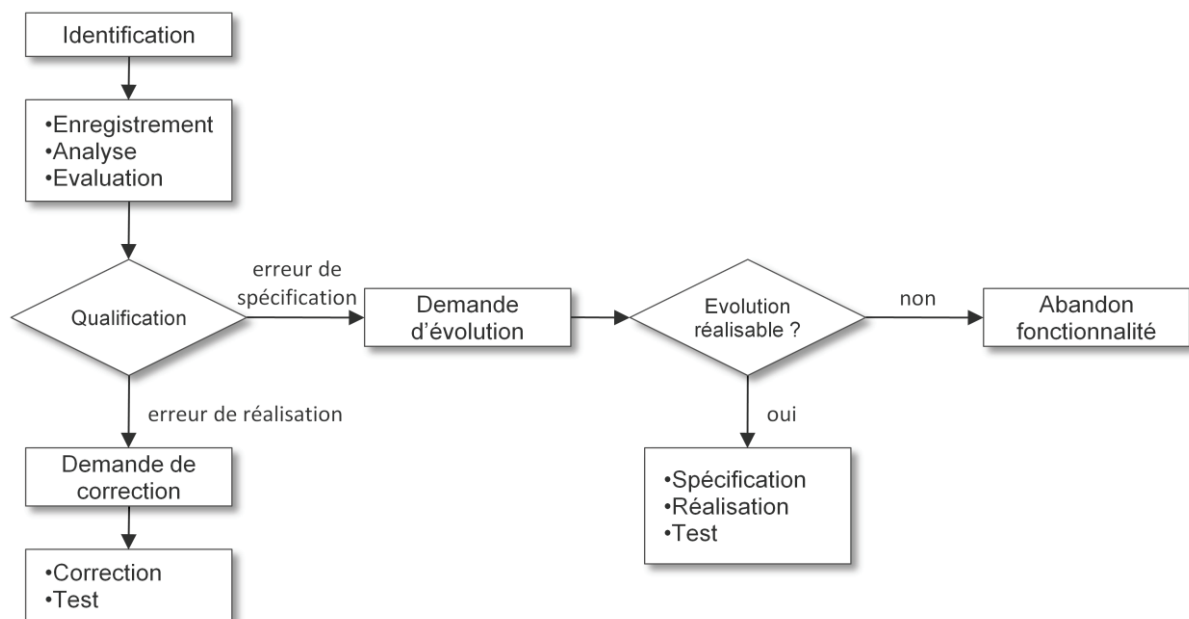 Identification
•Enregistrement
•Analyse
•Evaluation
Qualification
erreur de
spécification
Demande
d’évolution
Evolution
réalisable ?
non
Abandon
fonctionnalité
erreur de réalisation
oui
Demande de
correction
•Spécification
•Réalisation
•Test
•Correction
•Test